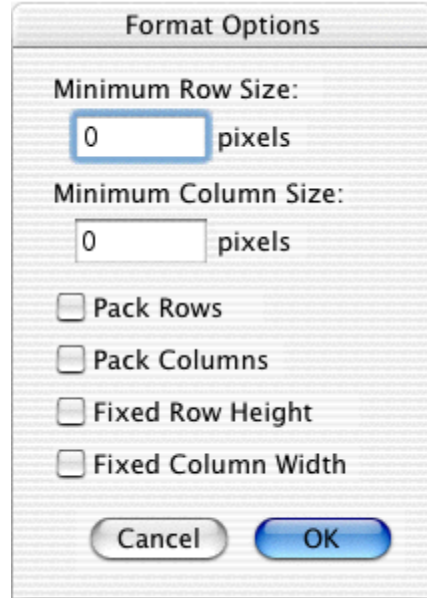 Format Options
Minimum Row Size:
0 pixels
Minimum Column Size:
0 pixels
Pack Rows
Pack Columns
Fixed Row Height
Fixed Column Width
Cancel OK